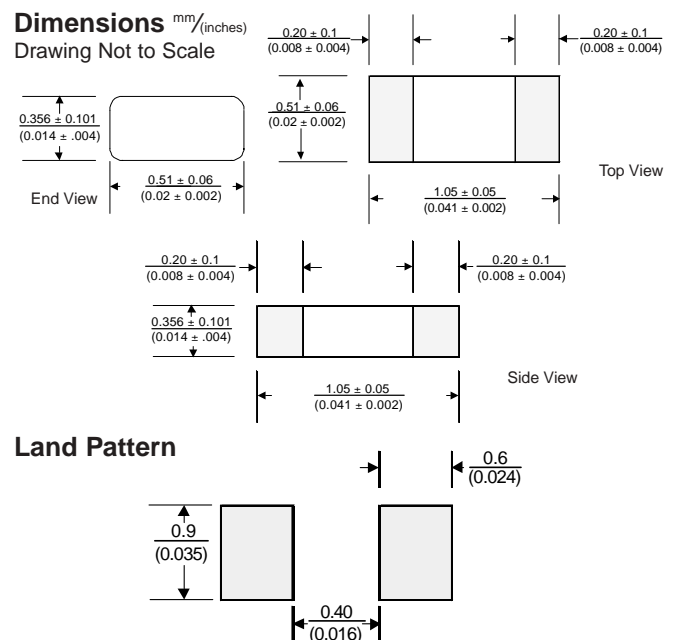 Dimensions mm/(inches)
Drawing Not to Scale
0.20 ± 0.1
(0.008 ± 0.004)
0.20 ± 0.1
(0.008 ± 0.004)
0.356 ± 0.101
(0.014 ± .004)
0.51 ± 0.06
(0.02 ± 0.002)
End View
0.51 ± 0.06
(0.02 ± 0.002)
Top View
1.05 ± 0.05
(0.041 ± 0.002)
0.20 ± 0.1
(0.008 ± 0.004)
0.20 ± 0.1
(0.008 ± 0.004)
0.356 ± 0.101
(0.014 ± .004)
Side View
1.05 ± 0.05
(0.041 ± 0.002)
Land Pattern
0.6
(0.024)
0.9
(0.035)
0.40
(0.016)